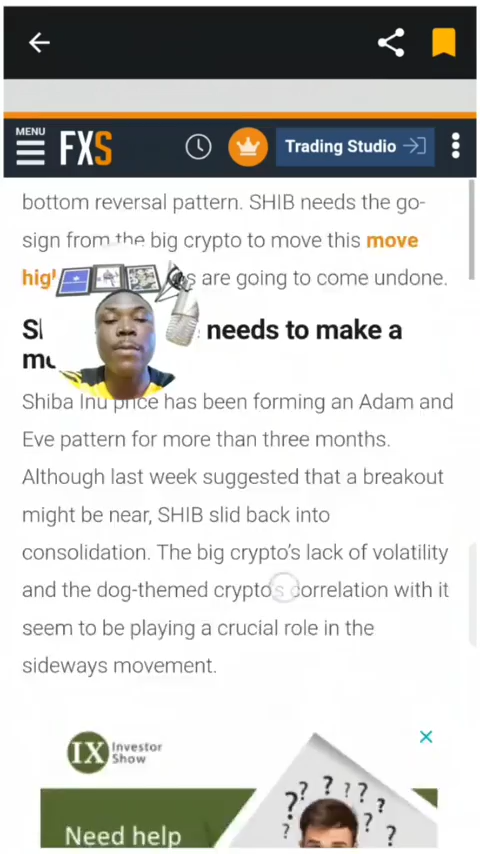 MENU
FXS
Trading Studio
bottom reversal pattern. SHIB needs the go-
sign from the big crypto to move this move
are going to come undone.
needs to make a
Shiba Inu price has been forming an Adam and
Eve pattern for more than three months.
Although last week suggested that a breakout
might be near, SHIB slid back into
consolidation. The big crypto's lack of volatility
and the dog-themed cryptos correlation with it
seem to be playing a crucial role in the
sideways movement.
IX Investor
Show
Need help